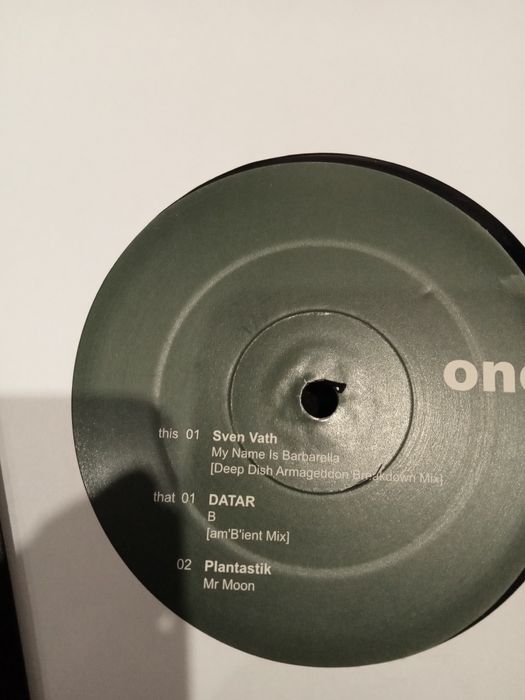 one
this 01 Sven Vath
My Name Is Barbarella
[Deep Dish Armageddon Breakdown Mix]
that 01 DATAR
B
[am'B'ient Mix]
02 Plantastik
Mr Moon